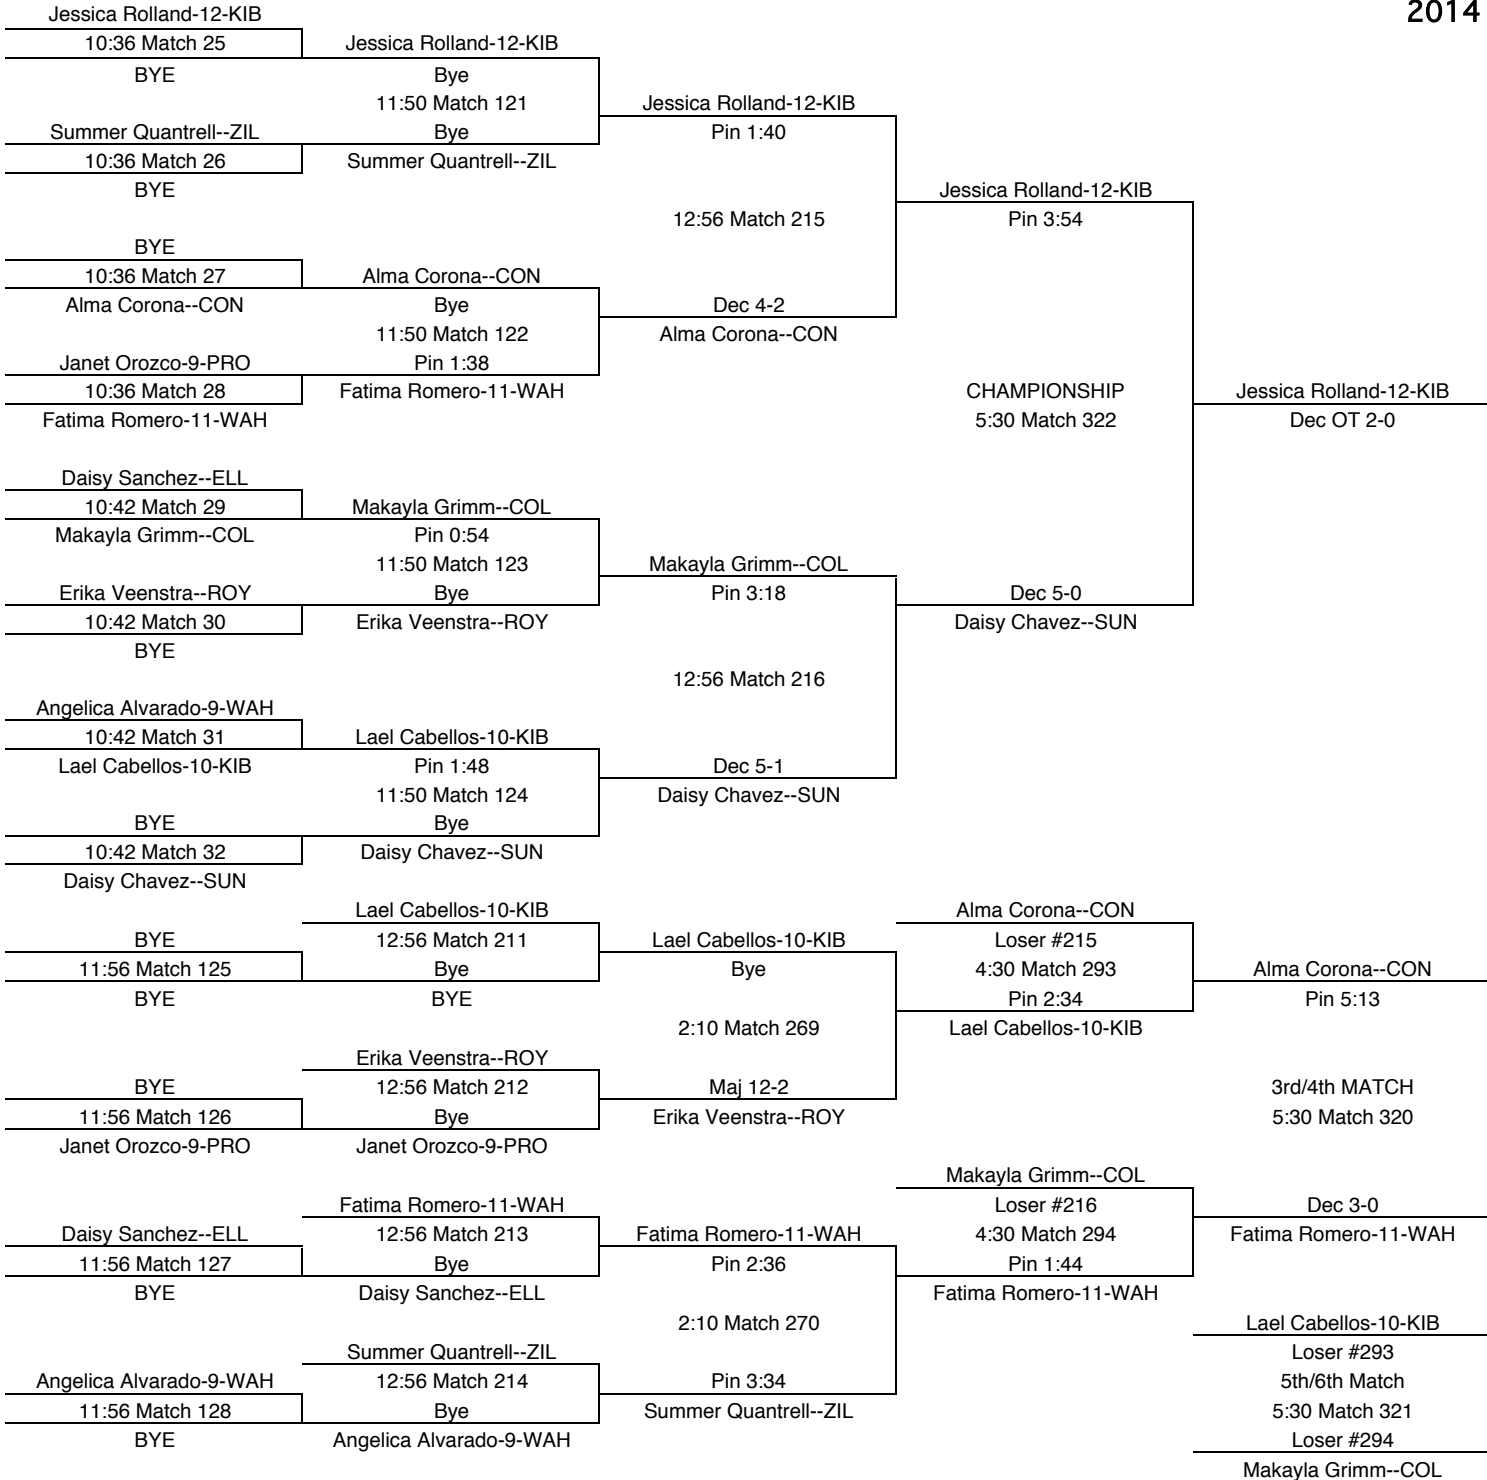 2014
Jessica Rolland-12-KIB
10:36 Match 25
BYE
Summer Quantrell--ZIL
10:36 Match 26
BYE
BYE
10:36 Match 27
Alma Corona--CON
Janet Orozco-9-PRO
10:36 Match 28
Fatima Romero-11-WAH
Daisy Sanchez--ELL
10:42 Match 29
Makayla Grimm--COL
Erika Veenstra--ROY
10:42 Match 30
BYE
Angelica Alvarado-9-WAH
10:42 Match 31
Lael Cabellos-10-KIB
BYE
10:42 Match 32
Daisy Chavez--SUN
Jessica Rolland-12-KIB
Bye
11:50 Match 121
Bye
Summer Quantrell--ZIL
Alma Corona--CON
Bye
11:50 Match 122
Pin 1:38
Fatima Romero-11-WAH
Makayla Grimm--COL
Pin 0:54
11:50 Match 123
Bye
Erika Veenstra--ROY
Lael Cabellos-10-KIB
Pin 1:48
11:50 Match 124
Bye
Daisy Chavez--SUN
Jessica Rolland-12-KIB
Pin 1:40
12:56 Match 215
Dec 4-2
Alma Corona--CON
Makayla Grimm--COL
Pin 3:18
12:56 Match 216
Dec 5-1
Daisy Chavez--SUN
Jessica Rolland-12-KIB
Pin 3:54
CHAMPIONSHIP
5:30 Match 322
Dec 5-0
Daisy Chavez--SUN
Jessica Rolland-12-KIB
Dec OT 2-0
BYE
11:56 Match 125
BYE
BYE
11:56 Match 126
Janet Orozco-9-PRO
Daisy Sanchez--ELL
11:56 Match 127
BYE
Angelica Alvarado-9-WAH
11:56 Match 128
BYE
Lael Cabellos-10-KIB
12:56 Match 211
Bye
BYE
Erika Veenstra--ROY
12:56 Match 212
Bye
Janet Orozco-9-PRO
Fatima Romero-11-WAH
12:56 Match 213
Bye
Daisy Sanchez--ELL
Summer Quantrell--ZIL
12:56 Match 214
Bye
Angelica Alvarado-9-WAH
Lael Cabellos-10-KIB
Bye
2:10 Match 269
Maj 12-2
Erika Veenstra--ROY
Fatima Romero-11-WAH
Pin 2:36
2:10 Match 270
Pin 3:34
Summer Quantrell--ZIL
Alma Corona--CON
Loser #215
4:30 Match 293
Pin 2:34
Lael Cabellos-10-KIB
Makayla Grimm--COL
Loser #216
4:30 Match 294
Pin 1:44
Fatima Romero-11-WAH
Alma Corona--CON
Pin 5:13
3rd/4th MATCH
5:30 Match 320
Dec 3-0
Fatima Romero-11-WAH
Lael Cabellos-10-KIB
Loser #293
5th/6th Match
5:30 Match 321
Loser #294
Makayla Grimm--COL